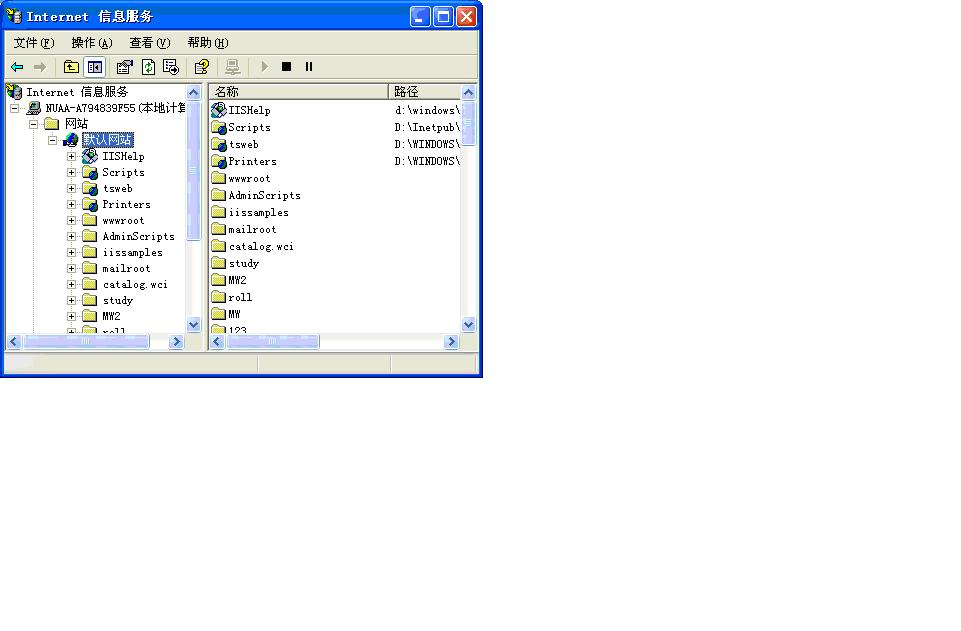 Internet 信息服务
文件(F) 操作(A) 查看(V) 帮助(H)
Internet 信息服务
NUAA-A794839F55(本地计算
网站
默认网站
IISHelp
Scripts
tsweb
Printers
wwwroot
AdminScripts
iissamples
mailroot
catalog.wci
study
MW2
roll
名称 路径
IISHelp d:\windows\
Scripts D:\Inetpub\
tsweb D:\WINDOWS\
Printers D:\WINDOWS\
wwwroot
AdminScripts
iissamples
mailroot
catalog.wci
study
MW2
roll
MW
123